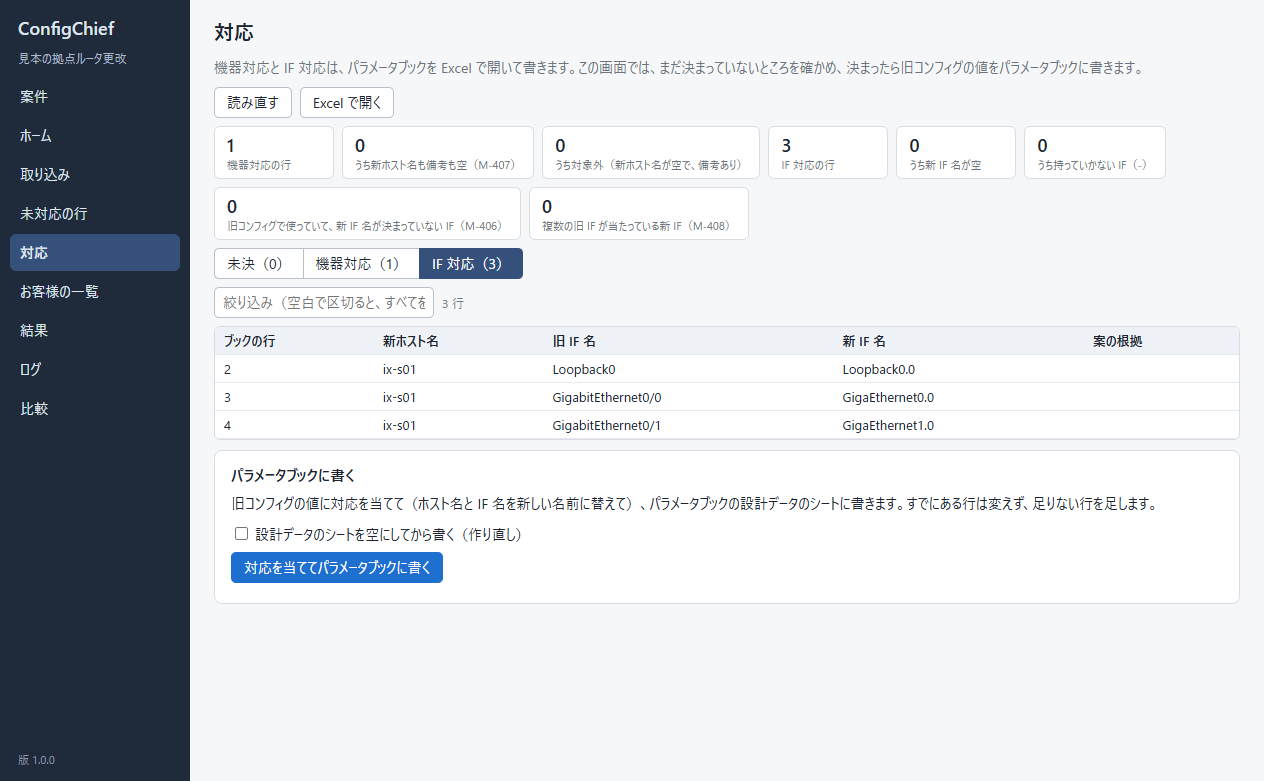 ConfigChief
見本の拠点ルータ更改
案件
ホーム
取り込み
未対応の行
対応
お客様の一覧
結果
ログ
比較
版 1.0.0
対応
機器対応と IF 対応は、パラメータブックを Excel で開いて書きます。この画面では、まだ決まっていないところを確かめ、決まったら旧コンフィグの値をパラメータブックに書きます。
読み直す Excel で開く
1 0 0 3 0 0
機器対応の行 うち新ホスト名も備考も空（M-407） うち対象外（新ホスト名が空で、備考あり） IF 対応の行 うち新 IF 名が空 うち持っていかない IF（-）
0 0
旧コンフィグで使っていて、新 IF 名が決まっていない IF（M-406） 複数の旧 IF が当たっている新 IF（M-408）
未決（0） 機器対応（1） IF 対応（3）
絞り込み（空白で区切ると、すべてを 3 行
ブックの行 新ホスト名 旧 IF 名 新 IF 名 案の根拠
2 ix-s01 Loopback0 Loopback0.0
3 ix-s01 GigabitEthernet0/0 GigaEthernet0.0
4 ix-s01 GigabitEthernet0/1 GigaEthernet1.0
パラメータブックに書く
旧コンフィグの値に対応を当てて（ホスト名と IF 名を新しい名前に替えて）、パラメータブックの設計データのシートに書きます。すでにある行は変えず、足りない行を足します。
設計データのシートを空にしてから書く（作り直し）
対応を当ててパラメータブックに書く